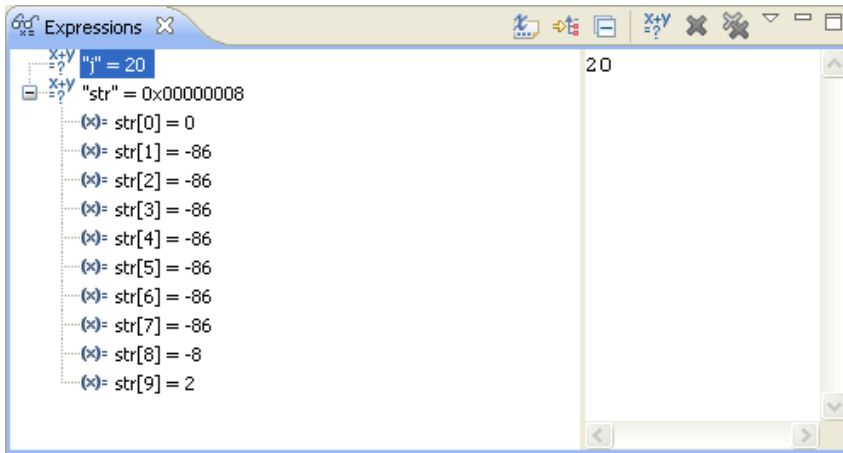 Expressions
"j" = 20
20
"str" = 0x00000008
(x)= str[0] = 0
(x)= str[1] = -86
(x)= str[2] = -86
(x)= str[3] = -86
(x)= str[4] = -86
(x)= str[5] = -86
(x)= str[6] = -86
(x)= str[7] = -86
(x)= str[8] = -8
(x)= str[9] = 2